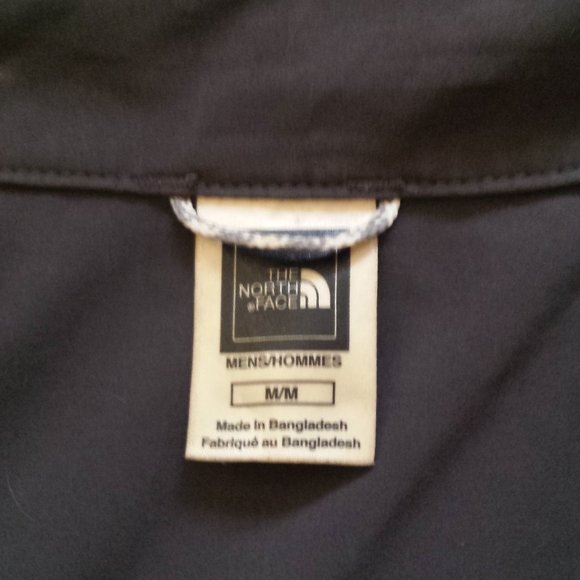 THE
NORTH
FACE
MENS/HOMMES
M/M
Made in Bangladesh
Fabriqué au Bangladesh